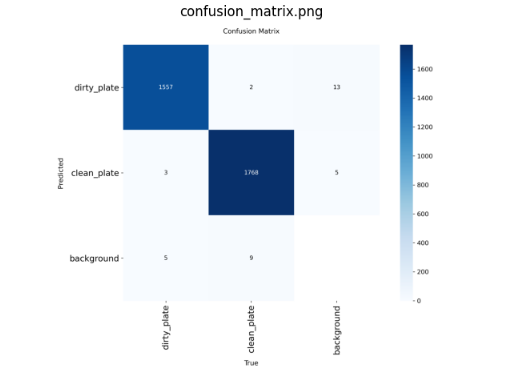 confusion_matrix.png
Confusion Matrix
dirty_plate
1557
2
13
1600
1400
1200
1000
800
600
400
200
0
Predicted
clean_plate
3
1768
5
background
5
9
dirty_plate
clean_plate
background
True